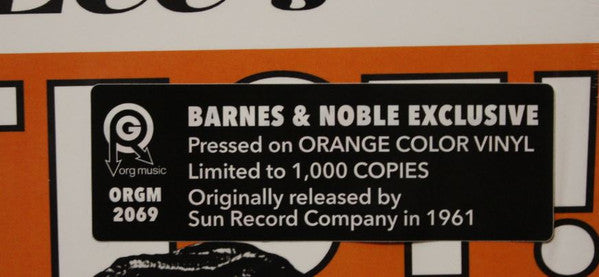 BARNES & NOBLE EXCLUSIVE
Pressed on ORANGE COLOR VINYL
Limited to 1,000 COPIES
Originally released by
Sun Record Company in 1961
org music
ORGM
2069